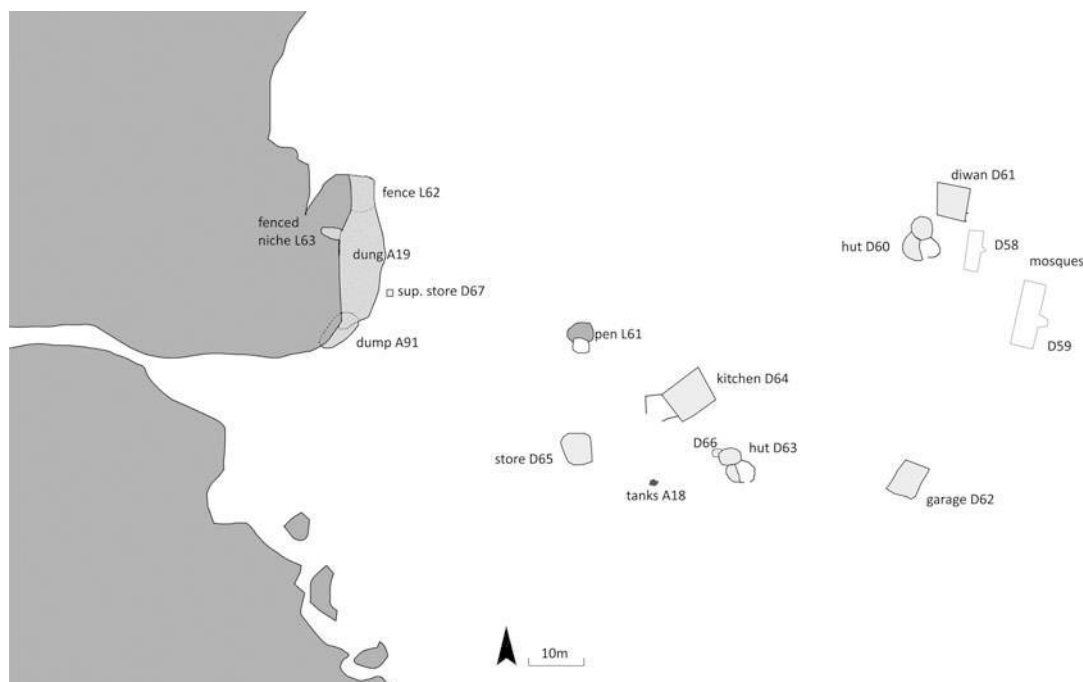 diwan D61
fence L62
fenced
niche L63
hut D60
D58
dung A19
mosques
sup. store D67
pen L61
dump A91
D59
kitchen D64
D66
hut D63
store D65
tanks A18
garage D62
10m